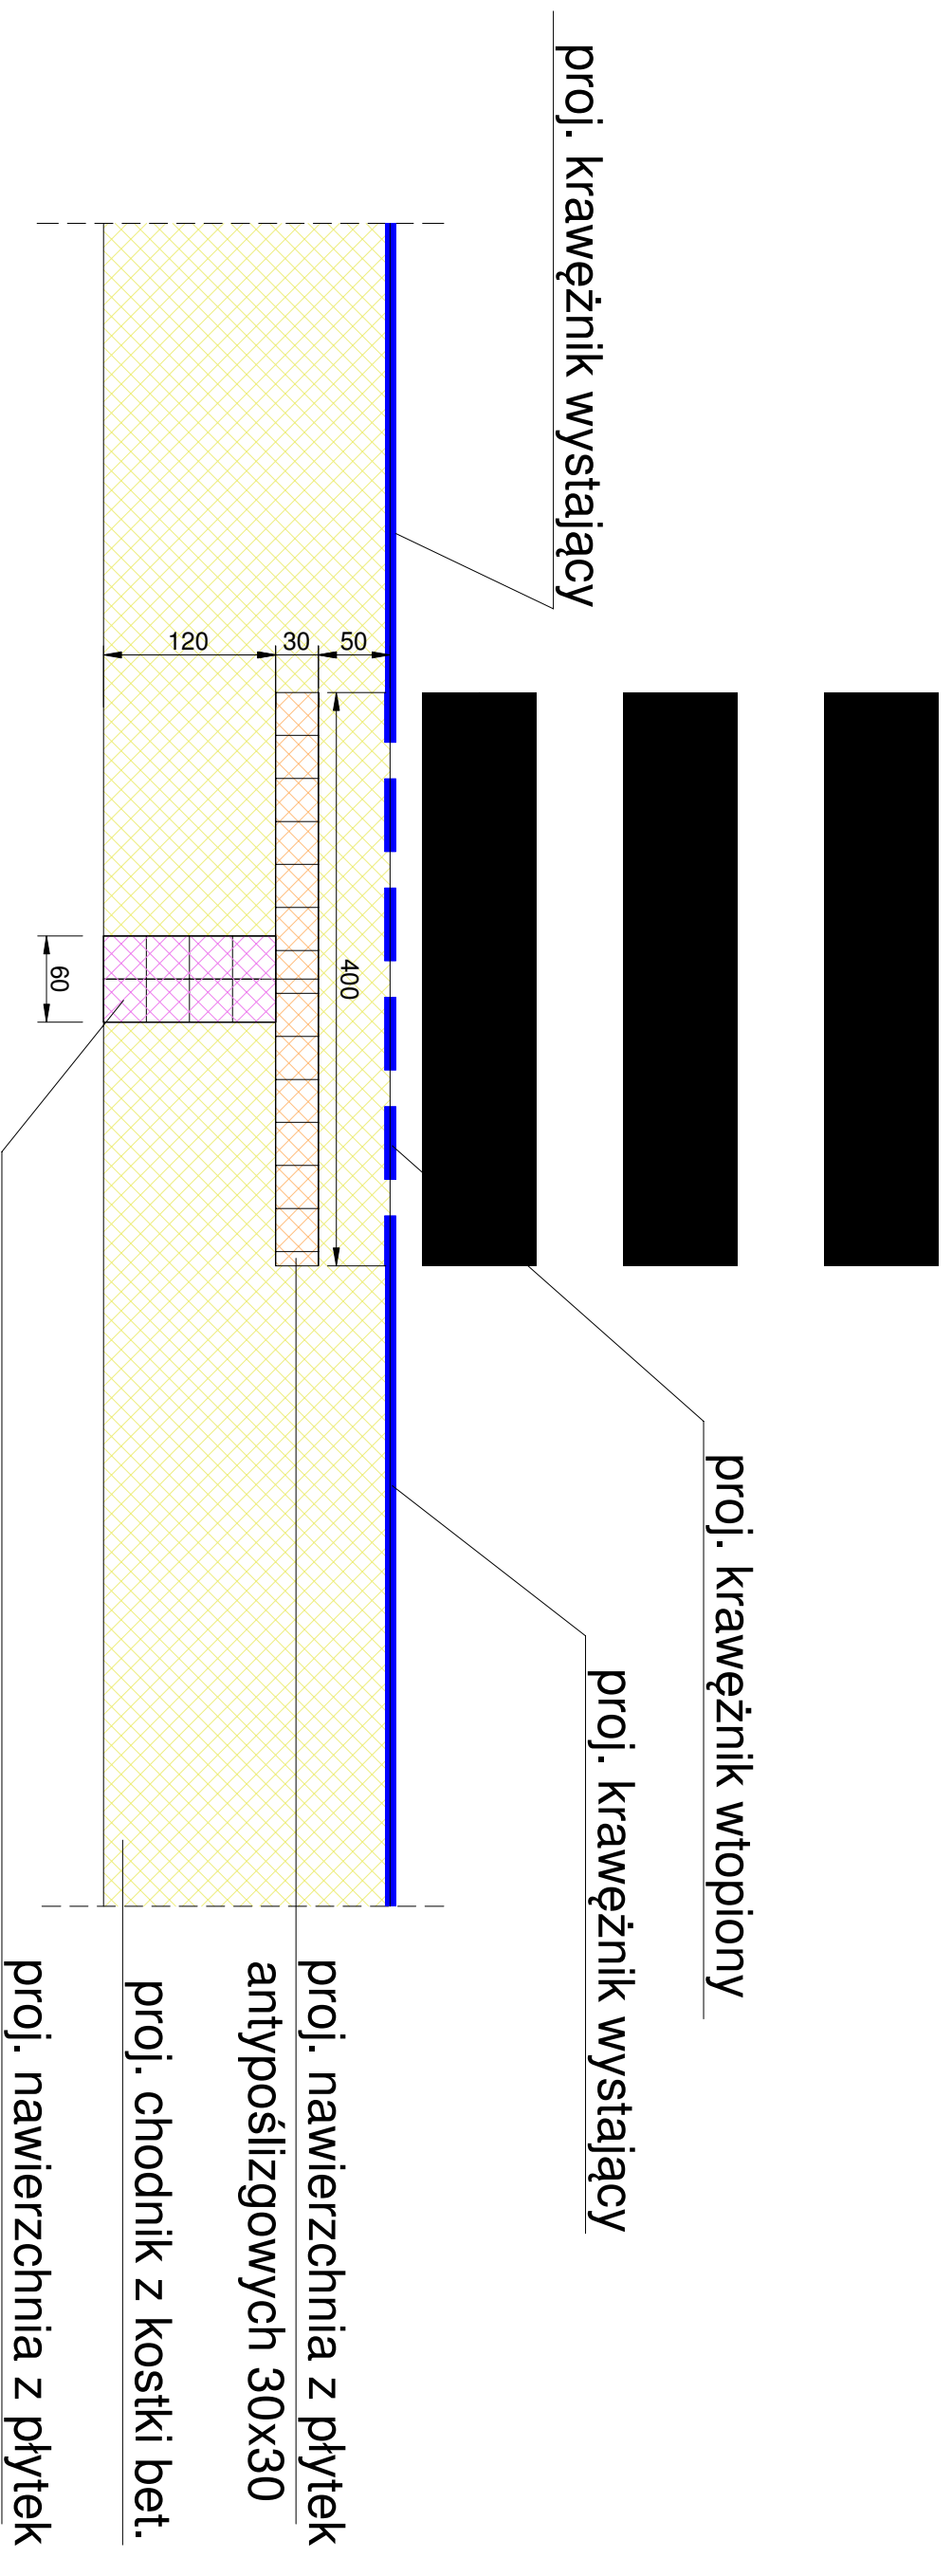 proj. krawężnik wystający
proj. krawężnik wtopiony
proj. krawężnik wystający
120
30
50
400
60
proj. nawierzchnia z płytek
antypoślizgowych 30x30
proj. chodnik z kostki bet.
proj. nawierzchnia z płytek